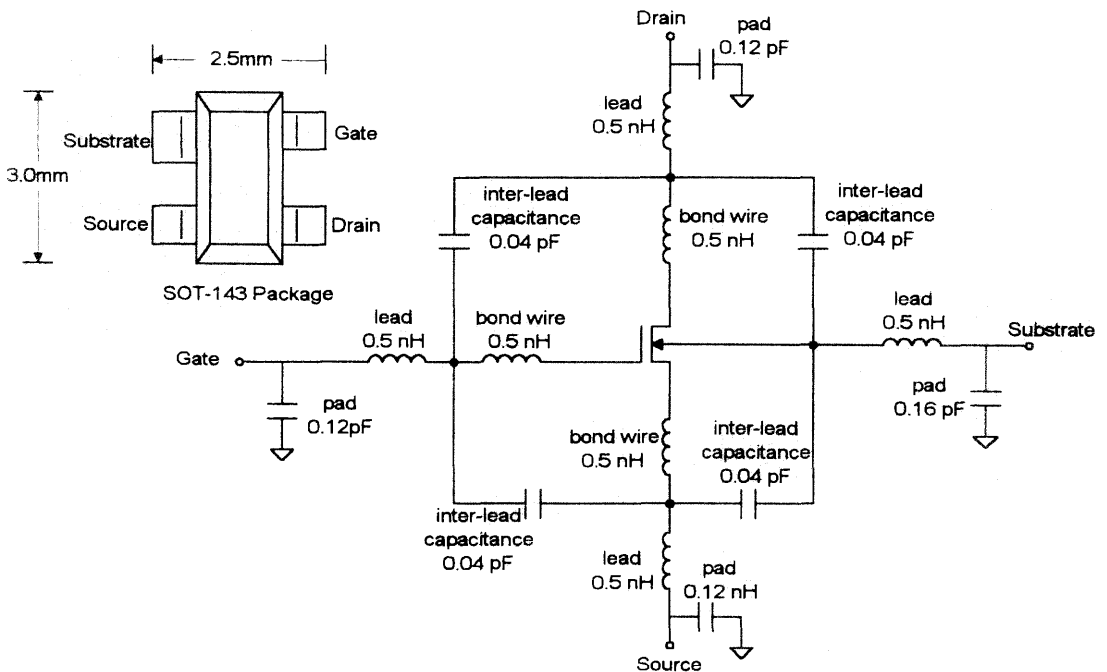 Drain
pad
0.12 pF
2.5mm
lead
0.5 nH
Substrate
Gate
3.0mm
Source
Drain
SOT-143 Package
inter-lead
capacitance
0.04 pF
bond wire
0.5 nH
inter-lead
capacitance
0.04 pF
lead
0.5 nH
bond wire
0.5 nH
lead
0.5 nH
Substrate
Gate
pad
0.12pF
pad
0.16 pF
bond wire
0.5 nH
inter-lead
capacitance
0.04 pF
inter-lead
capacitance
0.04 pF
lead
0.5 nH
pad
0.12 nH
Source